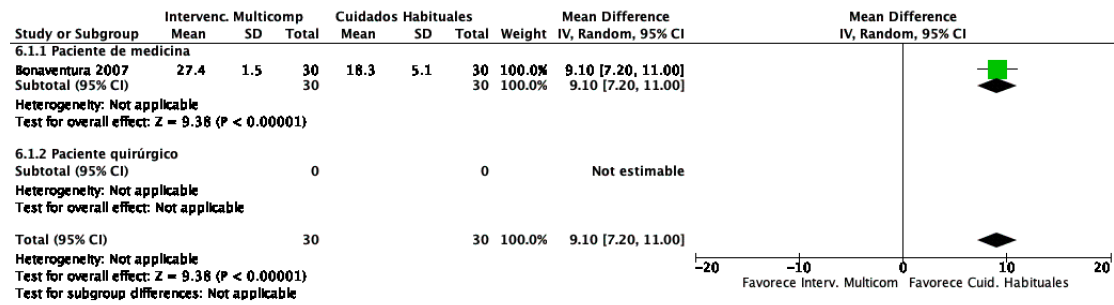 Intervenc. Multicomp Cuidados Habituales Mean Difference Mean Difference
Study or Subgroup Mean SD Total Mean SD Total Weight IV, Random, 95% CI IV, Random, 95% CI
6.1.1 Paciente de medicina
Bonaventura 2007 27.4 1.5 30 18.3 5.1 30 100.0% 9.10 [7.20, 11.00]
Subtotal (95% CI) 30 30 100.0% 9.10 [7.20, 11.00]
Heterogeneity: Not applicable
Test for overall effect: Z = 9.38 (P < 0.00001)
6.1.2 Paciente quirúrgico
Subtotal (95% CI) 0 0 Not estimable
Heterogeneity: Not applicable
Test for overall effect: Not applicable
Total (95% CI) 30 30 100.0% 9.10 [7.20, 11.00]
Heterogeneity: Not applicable
Test for overall effect: Z = 9.38 (P < 0.00001)
Test for subgroup differences: Not applicable
-20 -10 0 10 20
Favorece Interv. Multicom Favorece Cuid. Habituales